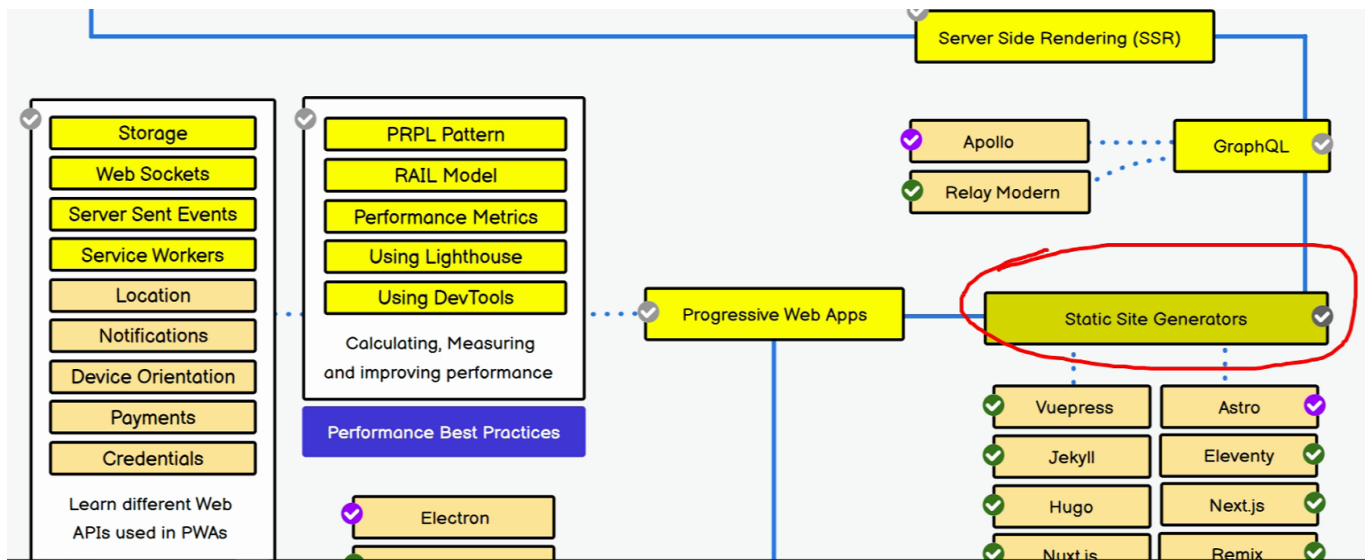 Server Side Rendering (SSR)
Storage
Web Sockets
Server Sent Events
Service Workers
Location
Notifications
Device Orientation
Payments
Credentials
Learn different Web
APIs used in PWAs
PRPL Pattern
RAIL Model
Performance Metrics
Using Lighthouse
Using DevTools
Calculating, Measuring
and improving performance
Performance Best Practices
Electron
Apollo
Relay Modern
GraphQL
Progressive Web Apps
Static Site Generators
Vuepress
Jekyll
Hugo
Nuxt.js
Astro
Eleventy
Next.js
Remix